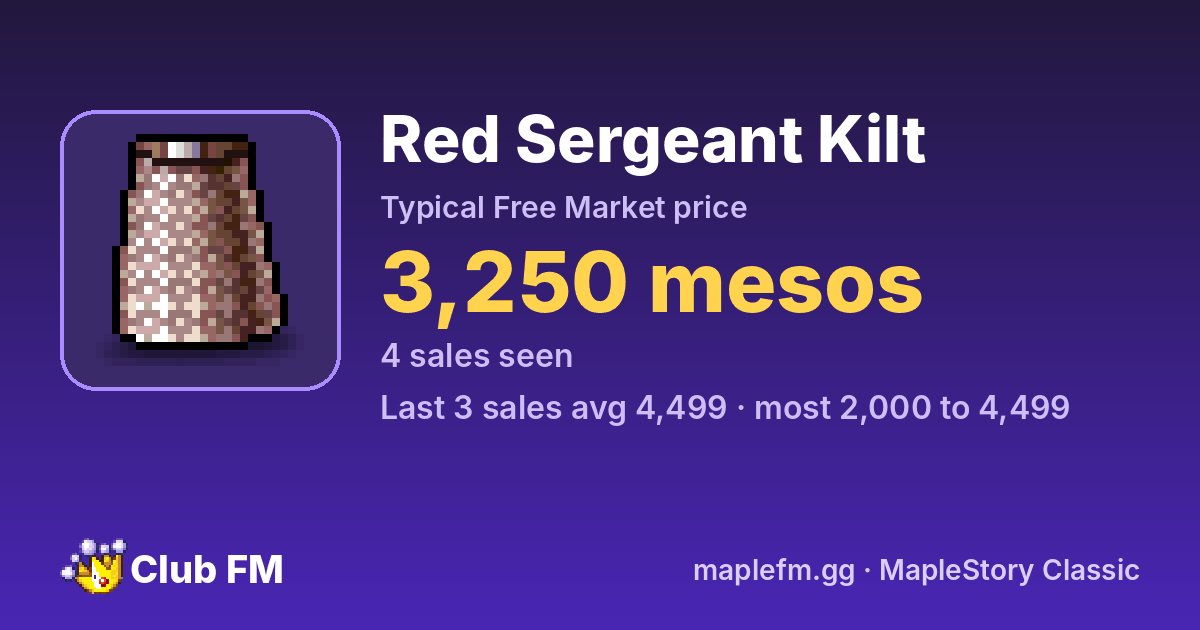 Red Sergeant Kilt
Typical Free Market price
3,250 mesos
4 sales seen
Last 3 sales avg 4,499 · most 2,000 to 4,499
Club FM
maplefm.gg · MapleStory Classic